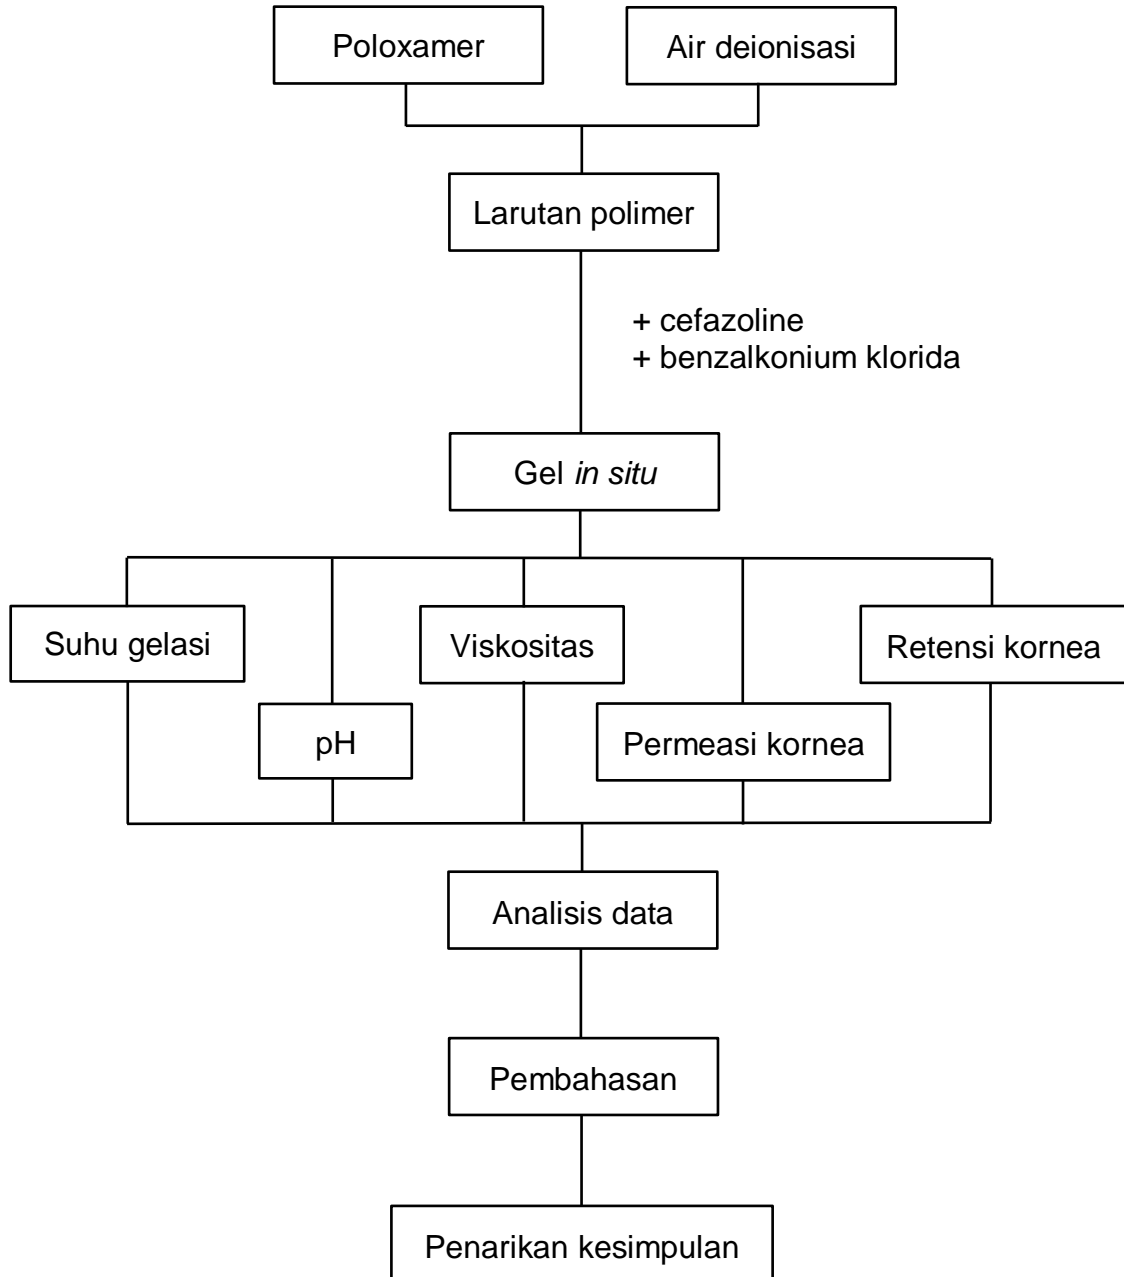 Poloxamer
Air deionisasi
Larutan polimer
+ cefazoline
+ benzalkonium klorida
Gel in situ
Suhu gelasi
Viskositas
Retensi kornea
pH
Permeasi kornea
Analisis data
Pembahasan
Penarikan kesimpulan